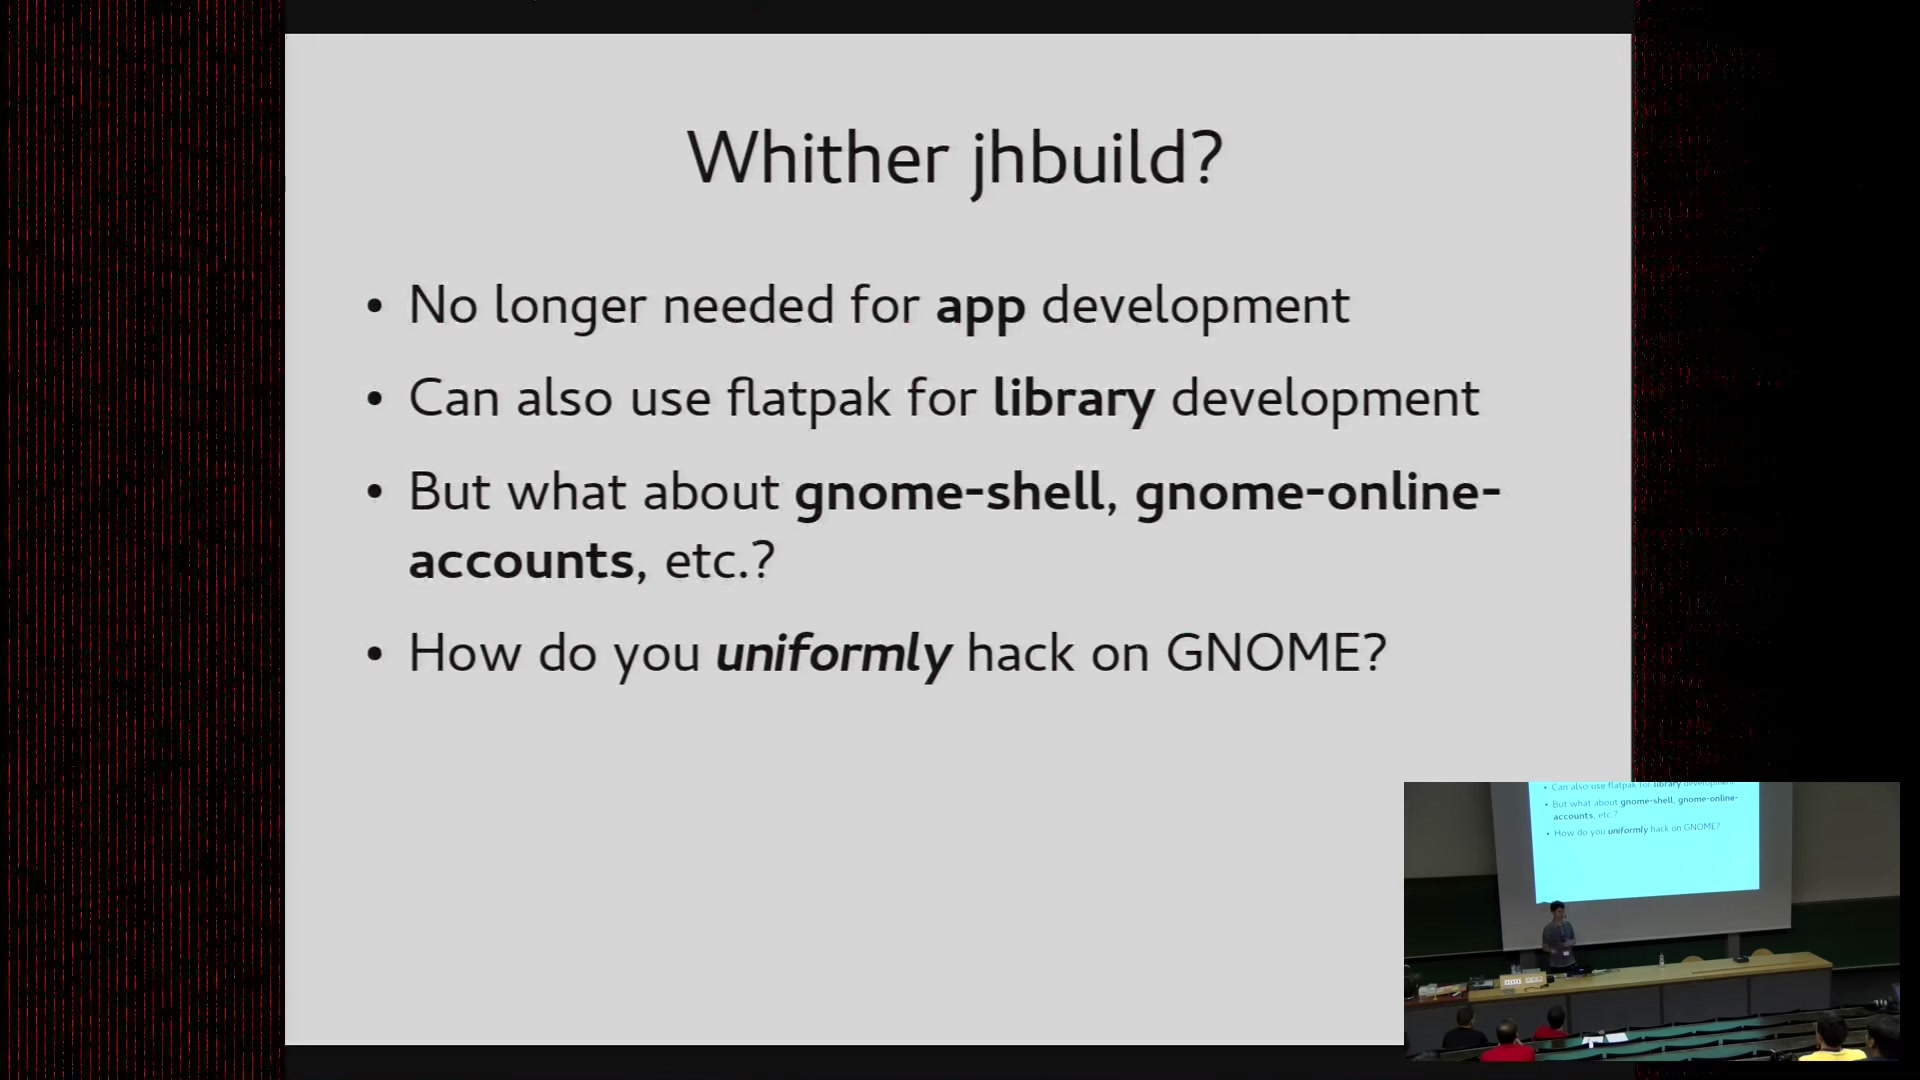 Whither jhbuild?
• No longer needed for app development
• Can also use flatpak for library development
• But what about gnome-shell, gnome-online-
accounts, etc.?
• How do you uniformly hack on GNOME?
• Can also use flatpak for library development
• But what about gnome-shell, gnome-online-
accounts, etc.?
• How do you uniformly hack on GNOME?